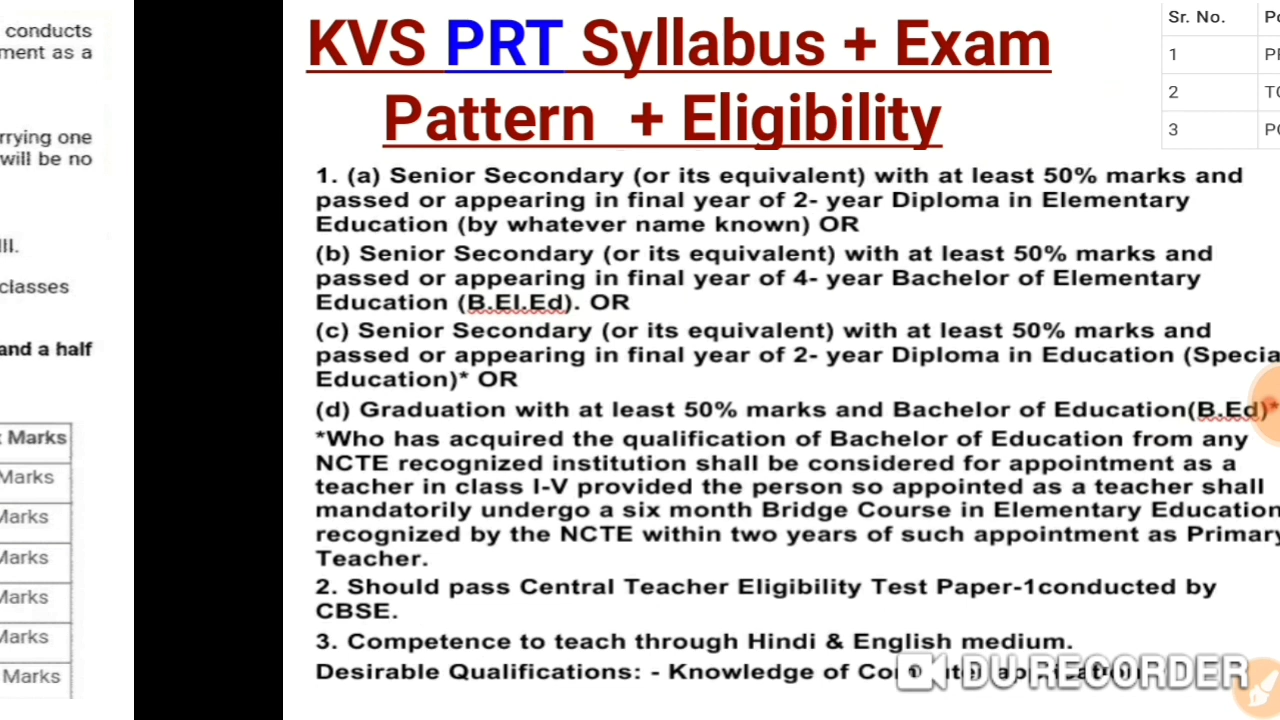 conducts
ment as a
rrying one
will be no
III.
classes
and a half
Marks
Marks
Marks
Marks
Marks
Marks
Marks
KVS PRT Syllabus + Exam
Pattern + Eligibility
1. (a) Senior Secondary (or its equivalent) with at least 50% marks and
passed or appearing in final year of 2- year Diploma in Elementary
Education (by whatever name known) OR
(b) Senior Secondary (or its equivalent) with at least 50% marks and
passed or appearing in final year of 4- year Bachelor of Elementary
Education (B.El.Ed). OR
(c) Senior Secondary (or its equivalent) with at least 50% marks and
passed or appearing in final year of 2- year Diploma in Education (Specia
Education)* OR
(d) Graduation with at least 50% marks and Bachelor of Education(B.Ed)*
*Who has acquired the qualification of Bachelor of Education from any
NCTE recognized institution shall be considered for appointment as a
teacher in class I-V provided the person so appointed as a teacher shall
mandatorily undergo a six month Bridge Course in Elementary Education
recognized by the NCTE within two years of such appointment as Primary
Teacher.
2. Should pass Central Teacher Eligibility Test Paper-1conducted by
CBSE.
3. Competence to teach through Hindi & English medium.
Desirable Qualifications: - Knowledge of Computer application
DU RECORDER
Sr. No.
1
2
3